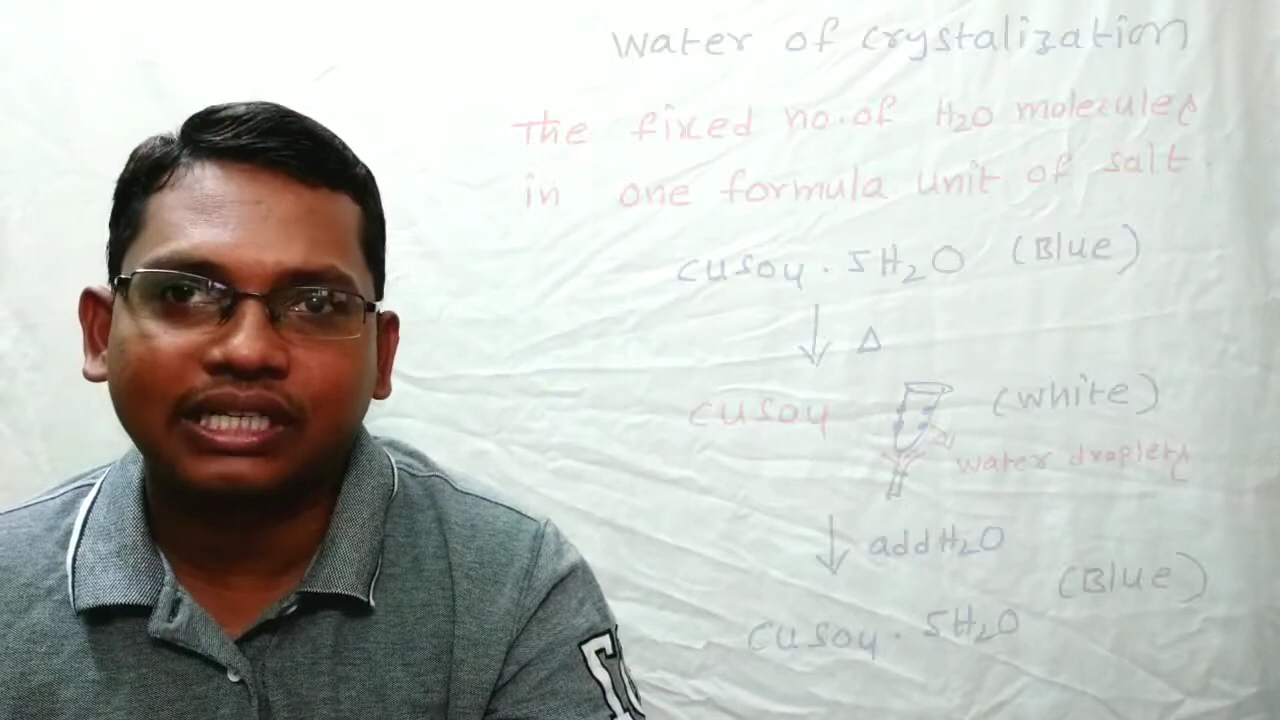 Water of crystalization
The fixed no. of H2O molecules
in one formula unit of salt.
CuSO4 . 5H2O (Blue)
Δ
CuSO4 (white)
water droplets
add H2O
(Blue)
CuSO4 . 5H2O